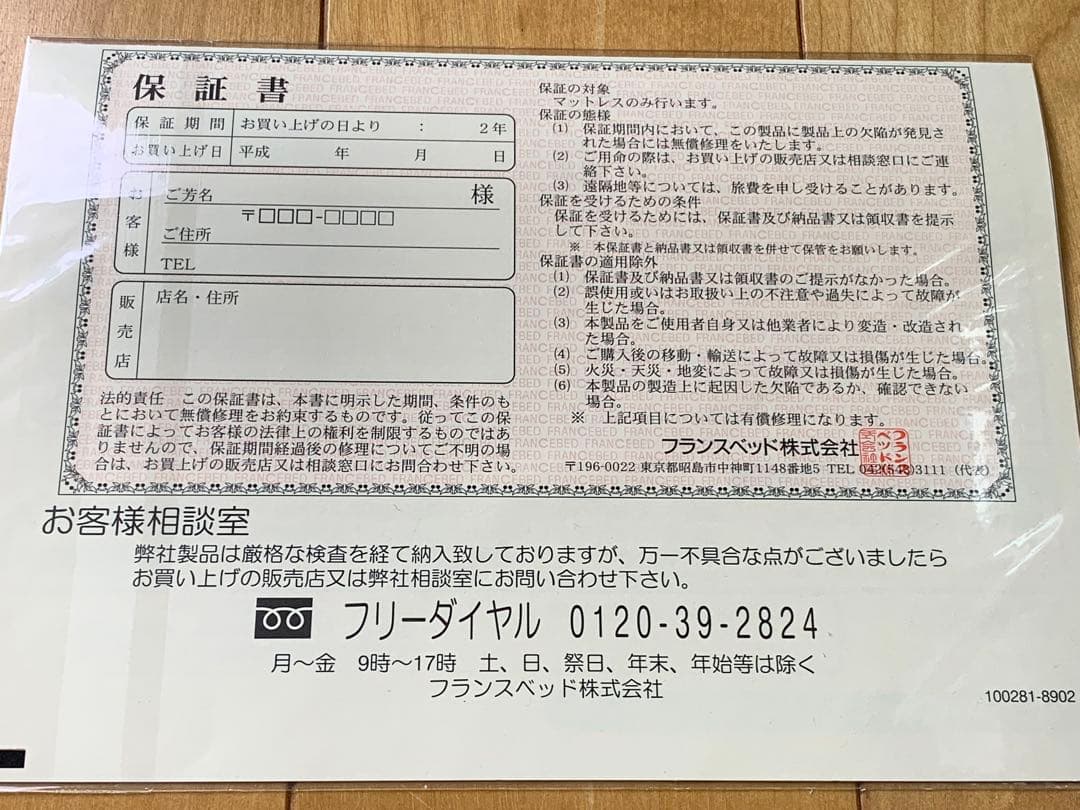 保証書
保証期間 お買い上げの日より : 2年
お買い上げ日 平成 年 月 日
お客様
ご芳名 様
〒□□□-□□□□
ご住所
TEL
販売店
店名・住所
法的責任 この保証書は、本書に明示した期間、条件のも
とにおいて無償修理をお約束するものです。従ってこの保
証書によってお客様の法律上の権利を制限するものではあ
りませんので、保証期間経過後の修理についてご不明の場
合は、お買上げの販売店又は相談窓口にお問合わせ下さい。
保証の対象
マットレスのみ行います。
保証の態様
(1) 保証期間内において、この製品に製品上の欠陥が発見さ
れた場合には無償修理をいたします。
(2) ご用命の際は、お買い上げの販売店又は相談窓口にご連
絡下さい。
(3) 遠隔地等については、旅費を申し受けることがあります。
保証を受けるための条件
保証を受けるためには、保証書及び納品書又は領収書を提示
して下さい。
※ 本保証書と納品書又は領収書を併せて保管をお願いします。
保証書の適用除外
(1) 保証書及び納品書又は領収書のご提示がなかった場合。
(2) 誤使用或いはお取扱い上の不注意や過失によって故障が
生じた場合。
(3) 本製品をご使用者自身又は他業者により変造・改造され
た場合。
(4) ご購入後の移動・輸送によって故障又は損傷が生じた場合。
(5) 火災・天災・地変によって故障又は損傷が生じた場合。
(6) 本製品の製造上に起因した欠陥であるか、確認できない
場合。
※ 上記項目については有償修理になります。
フランスベッド株式会社
〒196-0022 東京都昭島市中神町1148番地5 TEL 042(543)3111(代表)
お客様相談室
弊社製品は厳格な検査を経て納入致しておりますが、万一不具合な点がございましたら
お買い上げの販売店又は弊社相談室にお問い合わせ下さい。
フリーダイヤル 0120-39-2824
月〜金 9時〜17時 土、日、祭日、年末、年始等は除く
フランスベッド株式会社
100281-8902